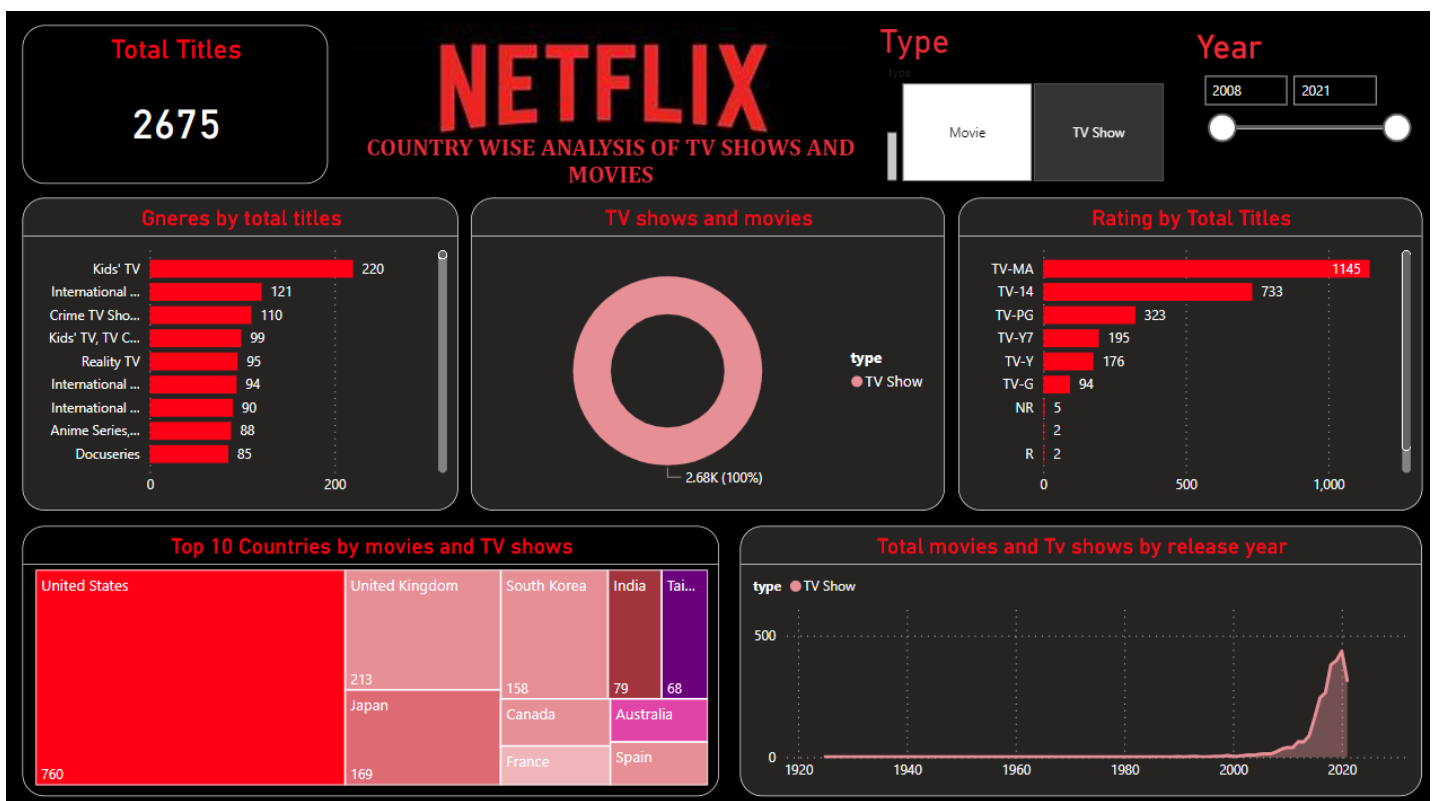 Total Titles
2675
NETFLIX
COUNTRY WISE ANALYSIS OF TV SHOWS AND
MOVIES
Type
type
Movie
TV Show
Year
2008
2021
Gneres by total titles
Kids' TV 220
International ... 121
Crime TV Sho... 110
Kids' TV, TV C... 99
Reality TV 95
International ... 94
International ... 90
Anime Series,... 88
Docuseries 85
0 200
TV shows and movies
type
TV Show
2.68K (100%)
Rating by Total Titles
TV-MA 1145
TV-14 733
TV-PG 323
TV-Y7 195
TV-Y 176
TV-G 94
NR 5
2
R 2
0 500 1,000
Top 10 Countries by movies and TV shows
United States
760
United Kingdom
213
Japan
169
South Korea
158
India
79
Tai...
68
Canada
Australia
France
Spain
Total movies and Tv shows by release year
type TV Show
500
0
1920 1940 1960 1980 2000 2020